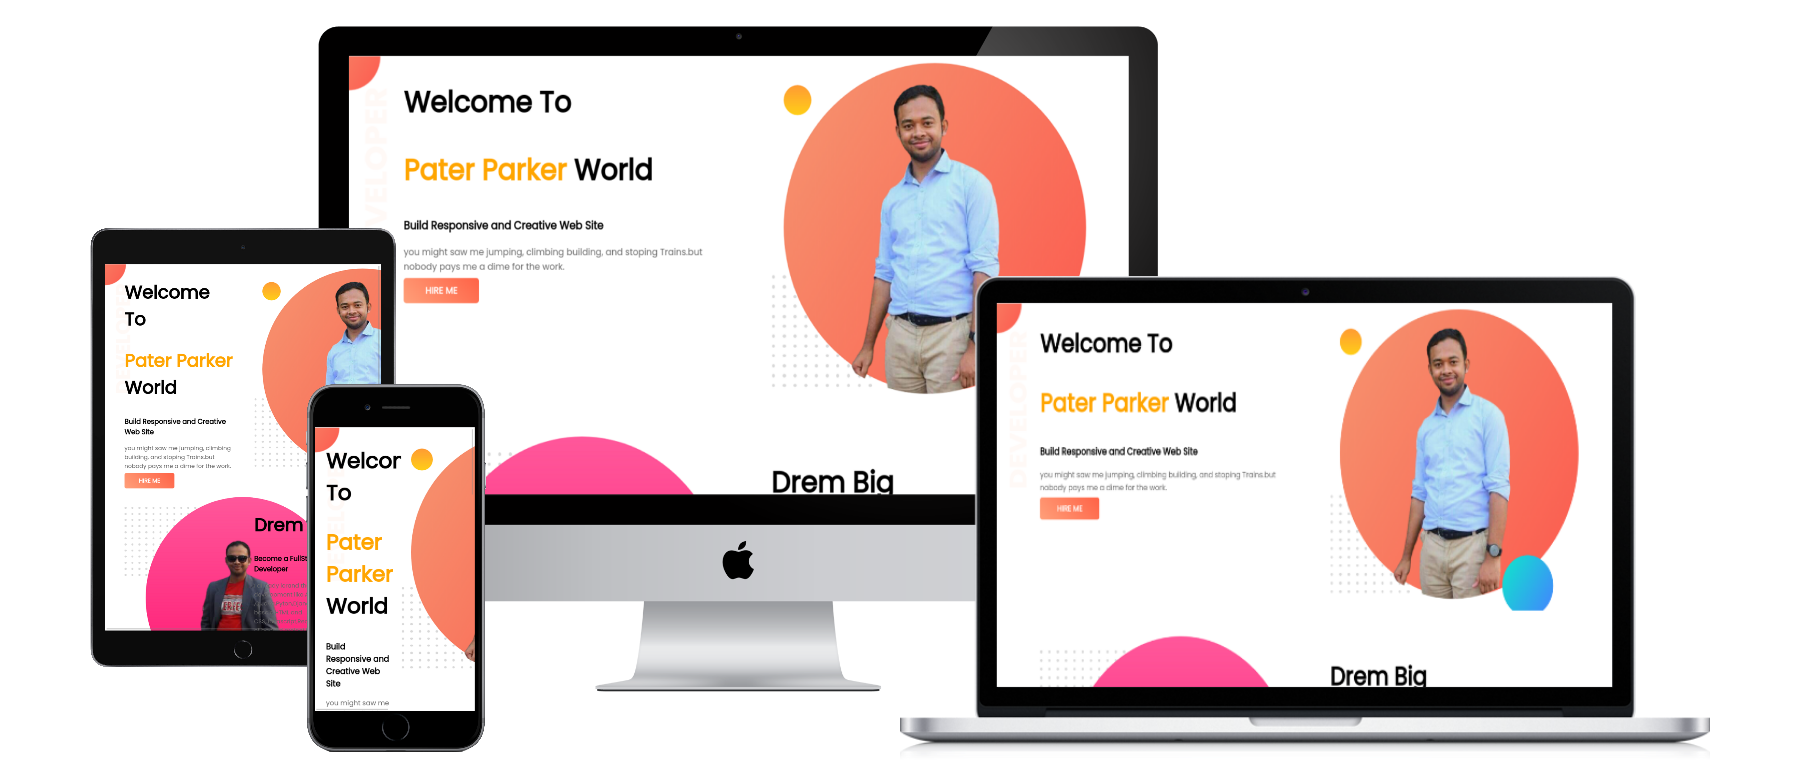 VELOPER
Welcome To
Pater Parker World
Build Responsive and Creative Web Site
you might saw me jumping, climbing building, and stoping Trains.but
nobody pays me a dime for the work.
HIRE ME
Drem Big
Welcome
To
Pater Parker
World
Build Responsive and Creative
Web Site
you might saw me jumping, climbing
building, and stoping Trains.but
nobody pays me a dime for the work.
HIRE ME
Drem
Become a FullSt
Developer
Welcor
To
Pater
Parker
World
Build
Responsive and
Creative Web
Site
you might saw me
DEVELOPER
Welcome To
Pater Parker World
Build Responsive and Creative Web Site
you might saw me jumping, climbing building, and stoping Trains.but
nobody pays me a dime for the work.
HIRE ME
Drem Big